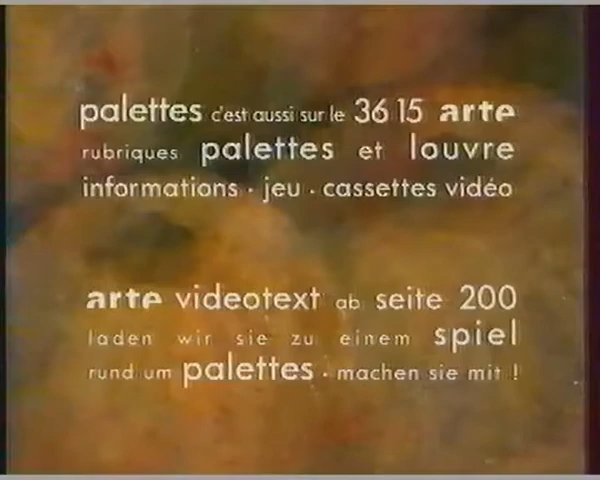 palettes c'est aussi sur le 36 15 arte
rubriques palettes et louvre
informations · jeu · cassettes vidéo
arte videotext ab seite 200
laden wir sie zu einem spiel
rund um palettes · machen sie mit !